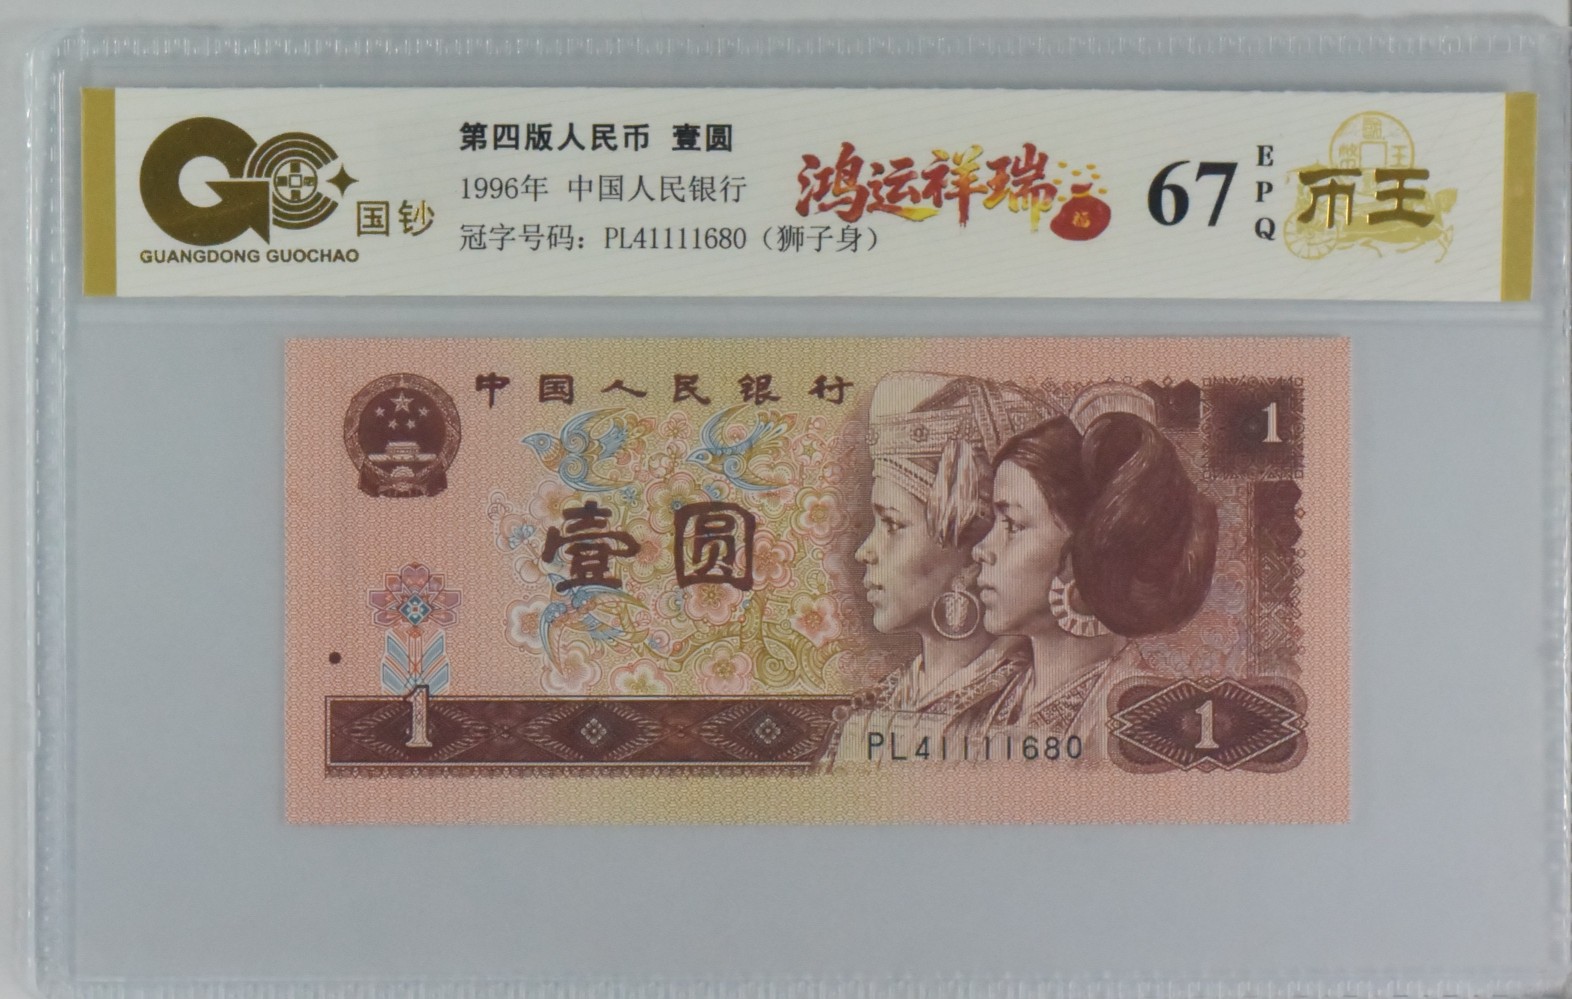 国钞
GUANGDONG GUOCHAO
第四版人民币 壹圆
1996年 中国人民银行
冠字号码：PL41111680（狮子身）
鸿运祥瑞
67
EPQ
币王
中国人民银行
1
壹圆
1
PL41111680
1